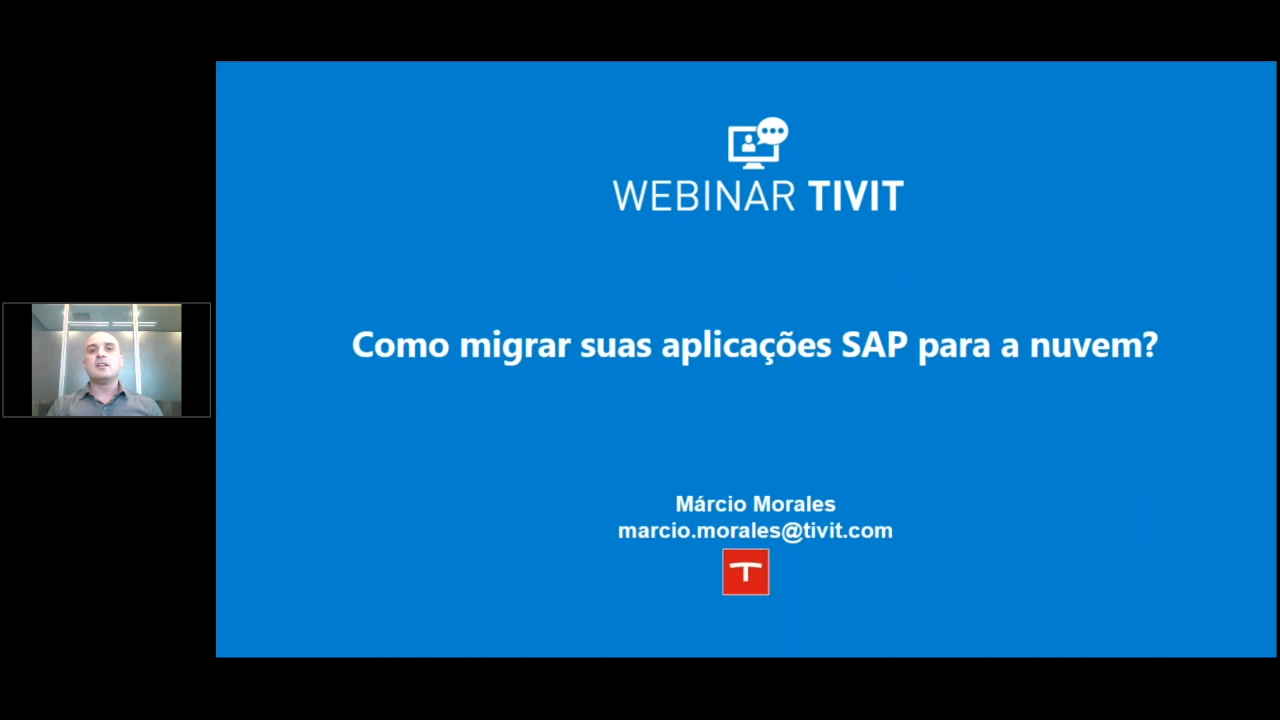 WEBINAR TIVIT
Como migrar suas aplicações SAP para a nuvem?
Márcio Morales
marcio.morales@tivit.com
T